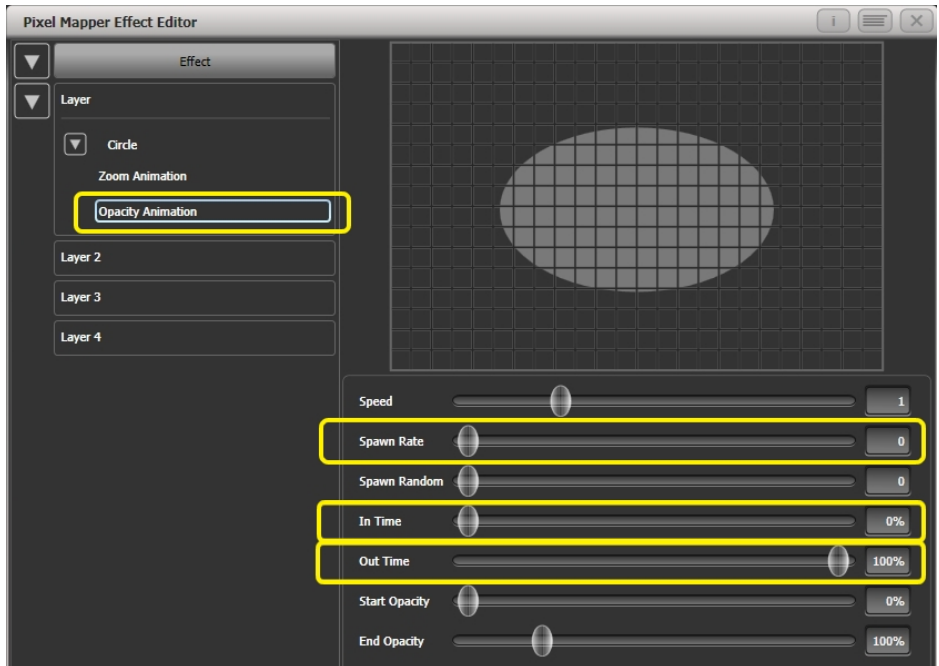 Pixel Mapper Effect Editor
i
Effect
Layer
Circle
Zoom Animation
Opacity Animation
Layer 2
Layer 3
Layer 4
Speed 1
Spawn Rate 0
Spawn Random 0
In Time 0%
Out Time 100%
Start Opacity 0%
End Opacity 100%